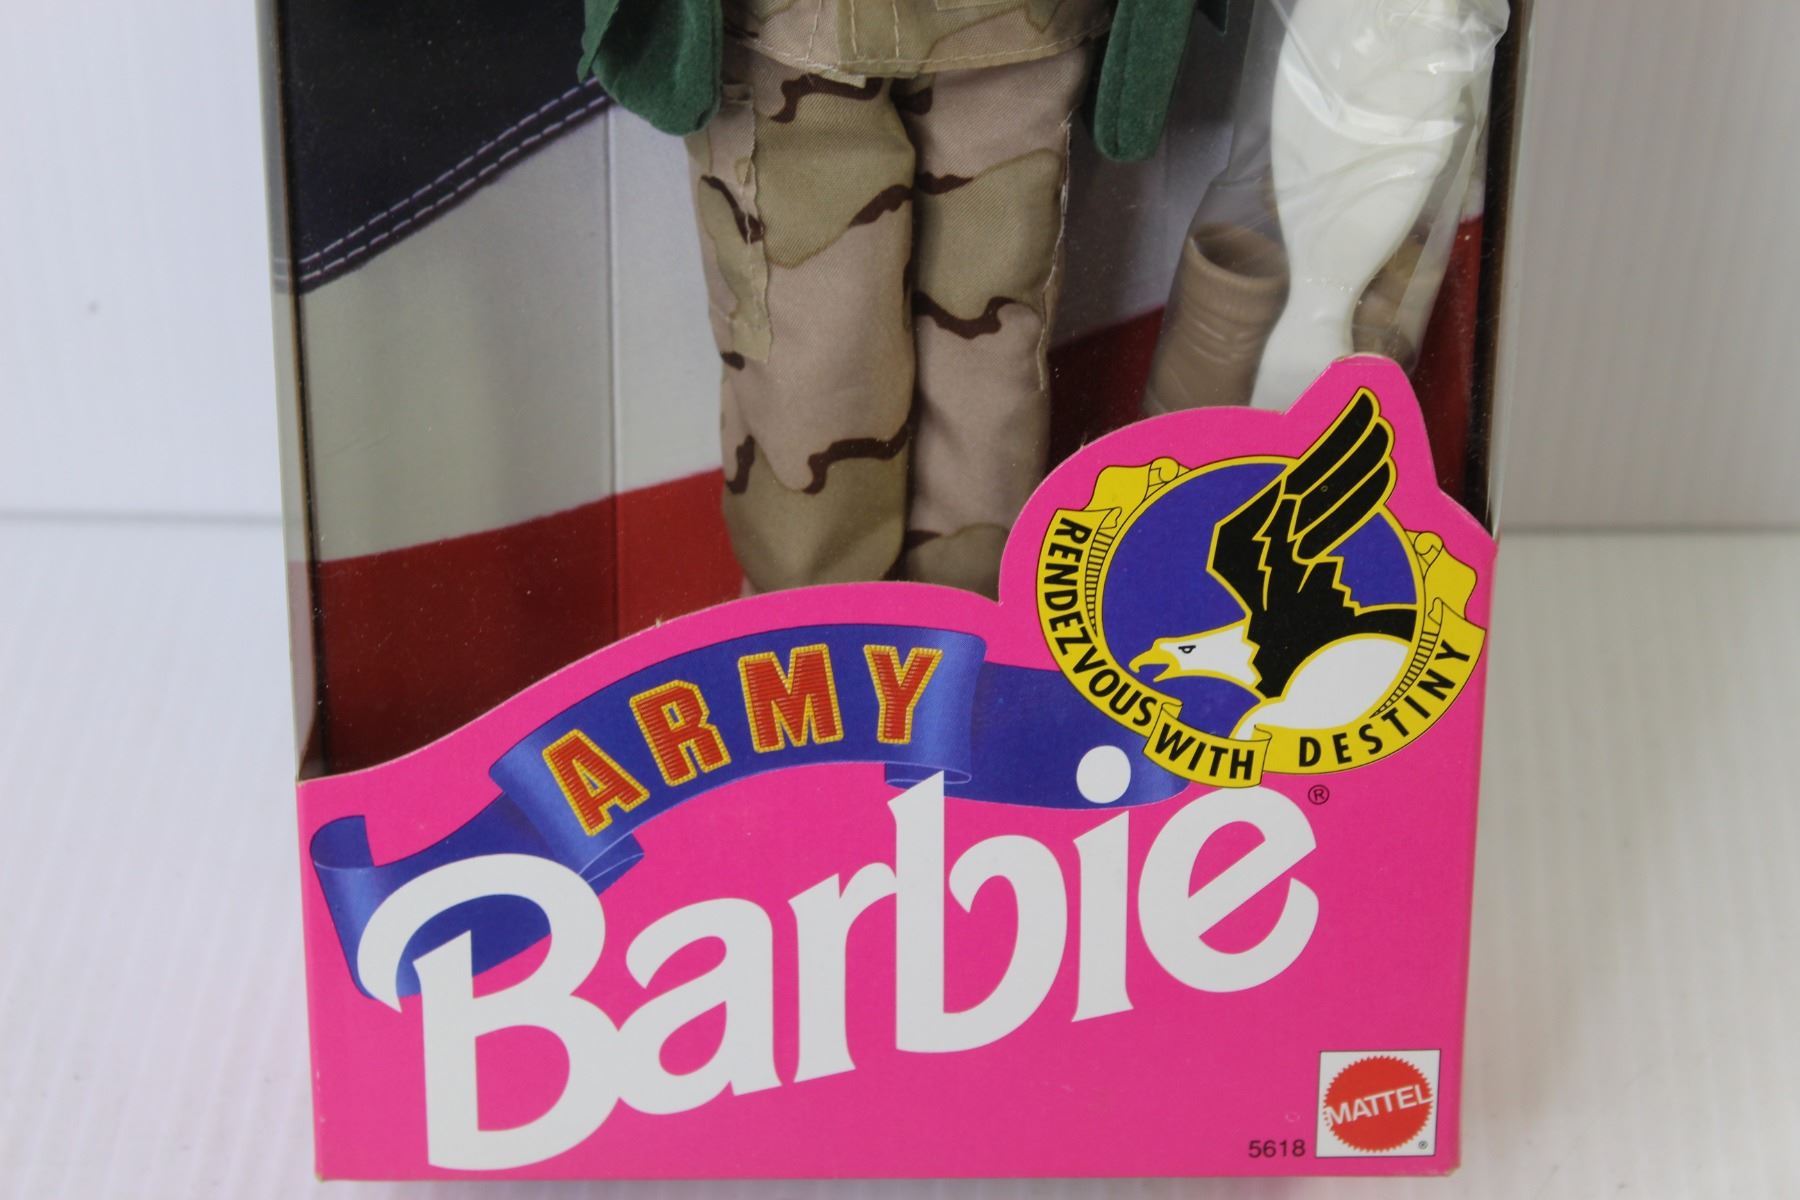 ARMY
Barbie®
RENDEZVOUS WITH DESTINY
5618
MATTEL®